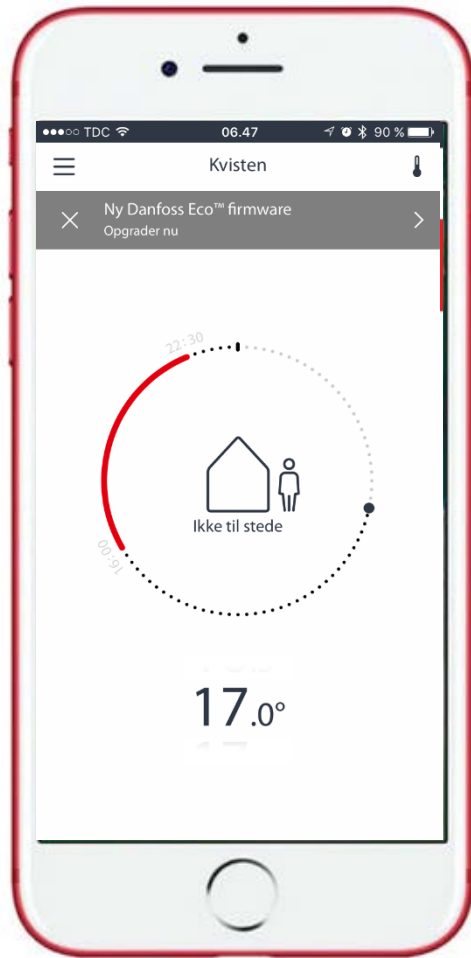 TDC 06.47 90 %
Kvisten
Ny Danfoss Eco™ firmware
Opgrader nu
22:30
Ikke til stede
16:00
17.0°